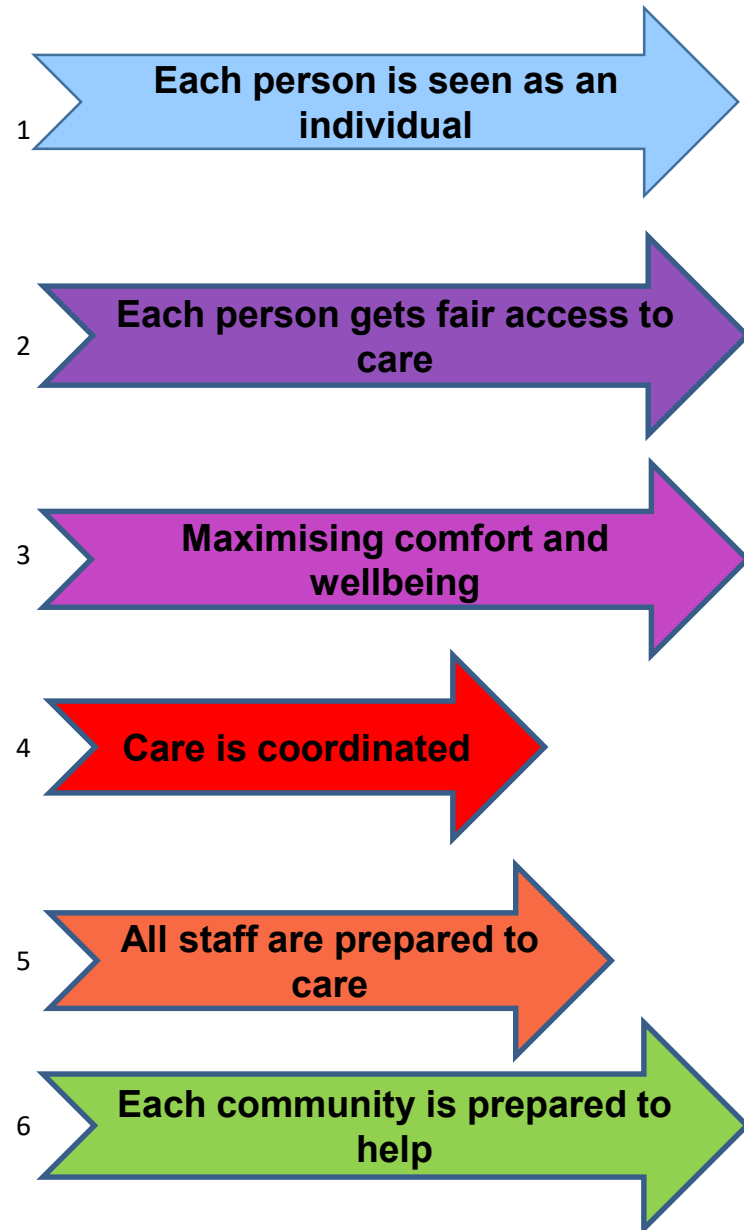 Each person is seen as an
individual
1
Each person gets fair access to
care
2
Maximising comfort and
wellbeing
3
Care is coordinated
4
All staff are prepared to
care
5
Each community is prepared to
help
6